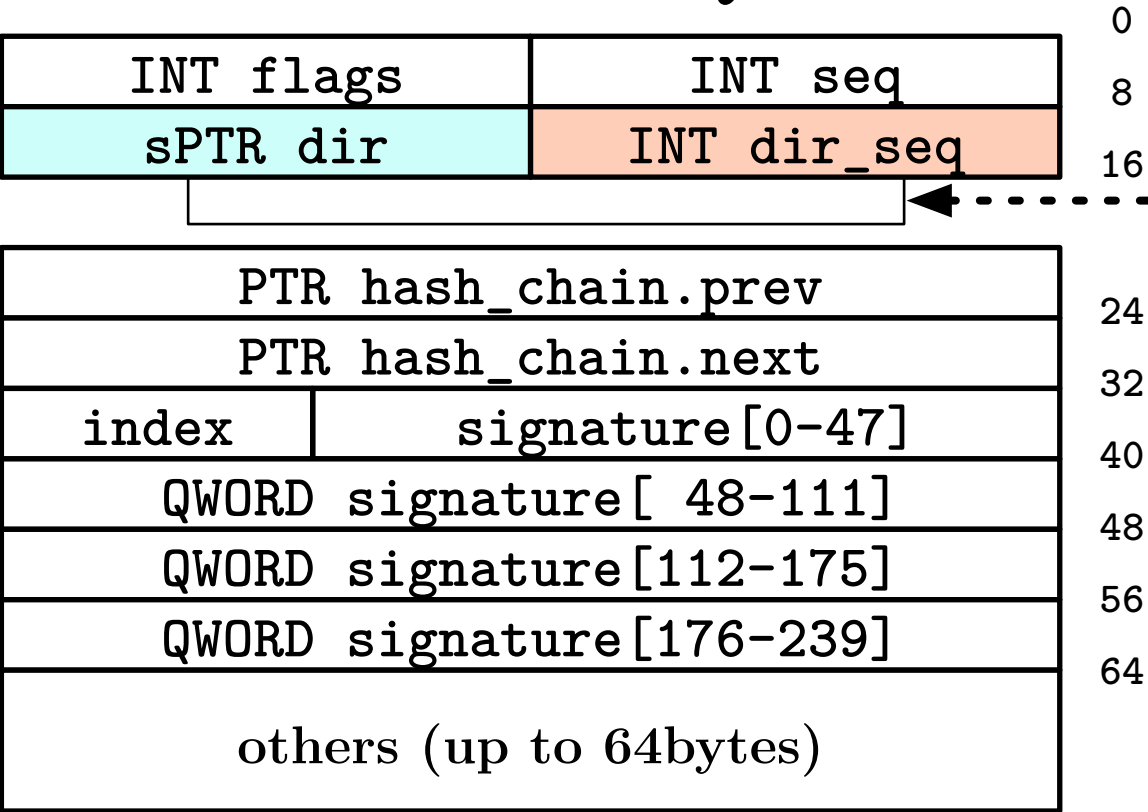 0
INT flags INT seq
8
sPTR dir INT dir_seq
16
PTR hash_chain.prev
24
PTR hash_chain.next
32
index signature[0-47]
40
QWORD signature[ 48-111]
48
QWORD signature[112-175]
56
QWORD signature[176-239]
64
others (up to 64bytes)